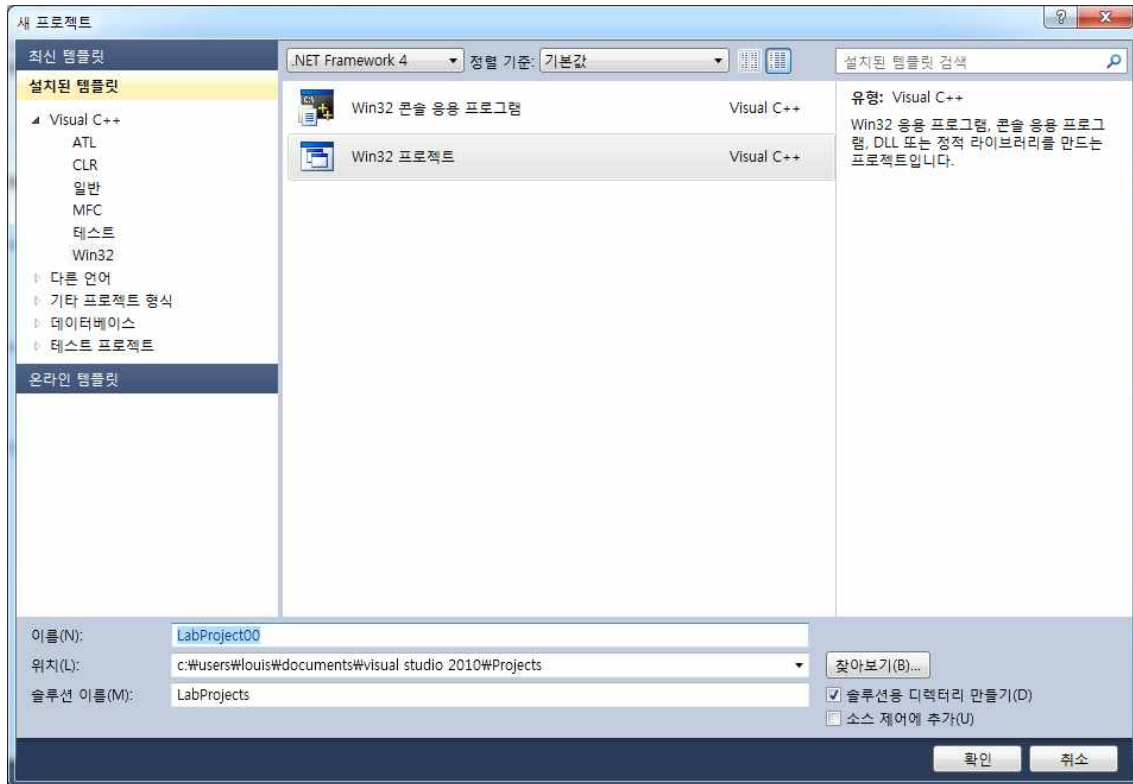 새 프로젝트
최신 템플릿
설치된 템플릿
Visual C++
ATL
CLR
일반
MFC
테스트
Win32
다른 언어
기타 프로젝트 형식
데이터베이스
테스트 프로젝트
온라인 템플릿
.NET Framework 4
정렬 기준: 기본값
Win32 콘솔 응용 프로그램 Visual C++
Win32 프로젝트 Visual C++
설치된 템플릿 검색
유형: Visual C++
Win32 응용 프로그램, 콘솔 응용 프로그
램, DLL 또는 정적 라이브러리를 만드는
프로젝트입니다.
이름(N): LabProject00
위치(L): c:₩users₩louis₩documents₩visual studio 2010₩Projects
찾아보기(B)...
솔루션 이름(M): LabProjects
솔루션용 디렉터리 만들기(D)
소스 제어에 추가(U)
확인
취소